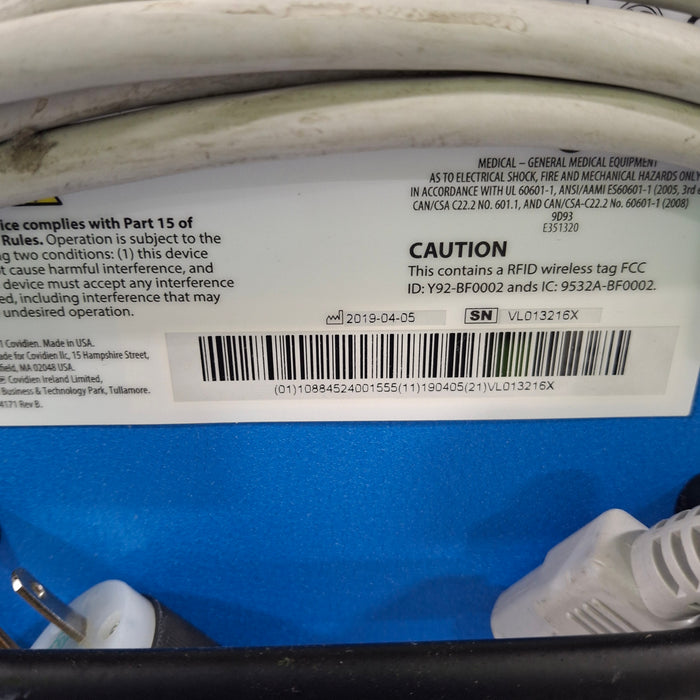 MEDICAL – GENERAL MEDICAL EQUIPMENT
AS TO ELECTRICAL SHOCK, FIRE AND MECHANICAL HAZARDS ONLY
IN ACCORDANCE WITH UL 60601-1, ANSI/AAMI ES60601-1 (2005, 3rd
CAN/CSA C22.2 NO. 601.1, AND CAN/CSA-C22.2 No. 60601-1 (2008)
9D93
E351320
CAUTION
This contains a RFID wireless tag FCC
ID: Y92-BF0002 ands IC: 9532A-BF0002.
ice complies with Part 15 of
Rules. Operation is subject to the
ng two conditions: (1) this device
t cause harmful interference, and
device must accept any interference
ed, including interference that may
undesired operation.
2019-04-05
SN VL013216X
(01)10884524001555(11)190405(21)VL013216X
1 Covidien. Made in USA.
ade for Covidien llc, 15 Hampshire Street,
field, MA 02048 USA.
Covidien Ireland Limited,
Business & Technology Park, Tullamore.
4171 Rev B.